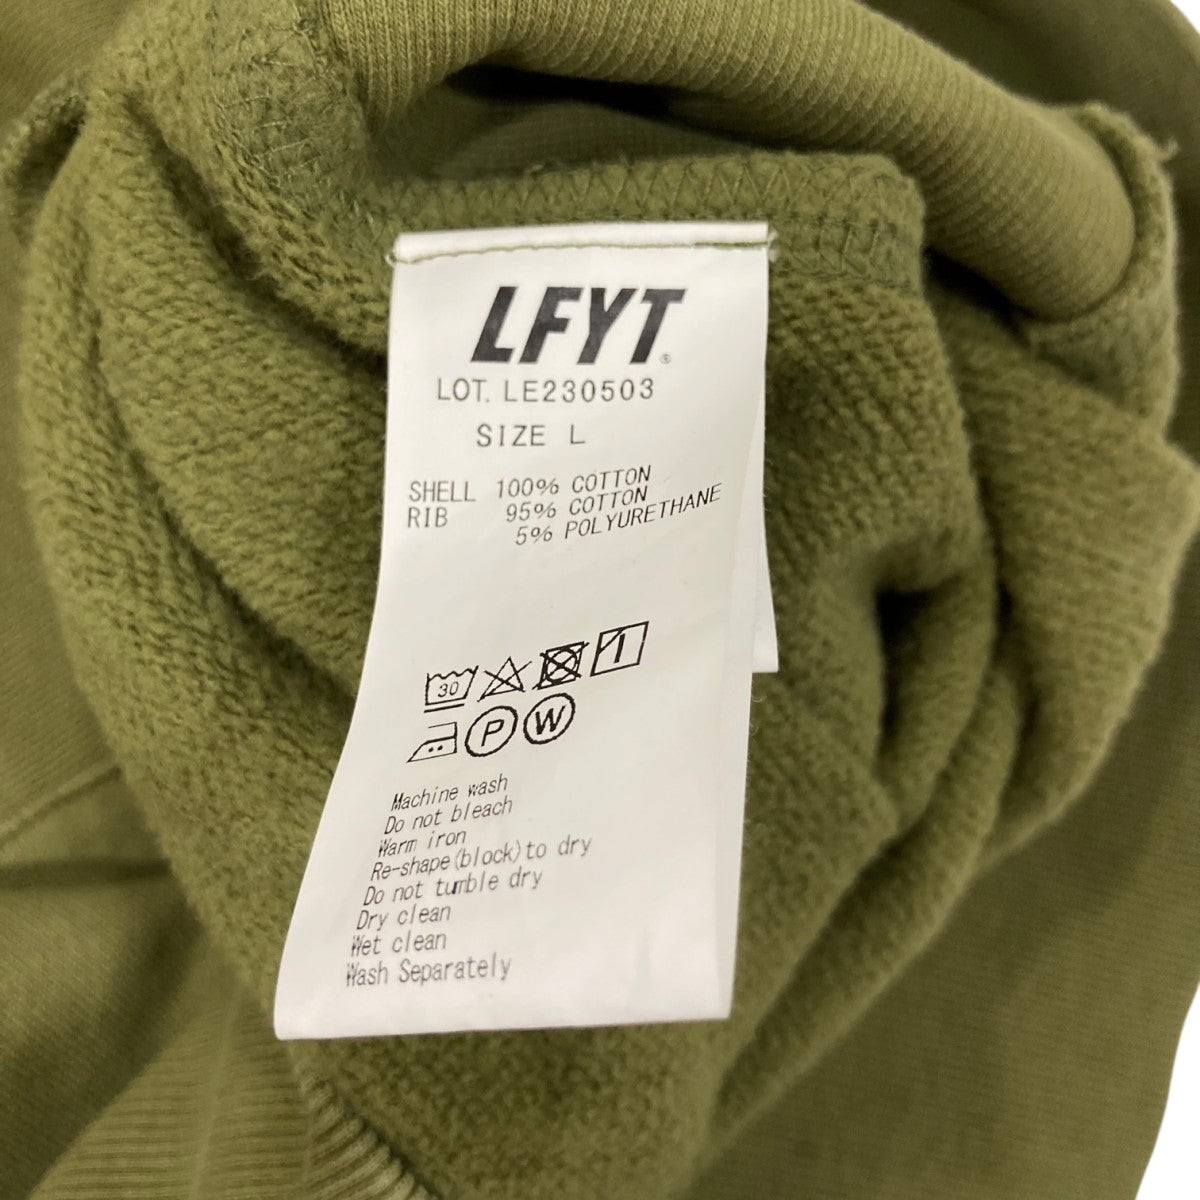 LFYT®
LOT. LE230503
SIZE L
SHELL 100% COTTON
RIB 95% COTTON
5% POLYURETHANE
30
P W
Machine wash
Do not bleach
Warm iron
Re-shape(block)to dry
Do not tumble dry
Dry clean
Wet clean
Wash Separately